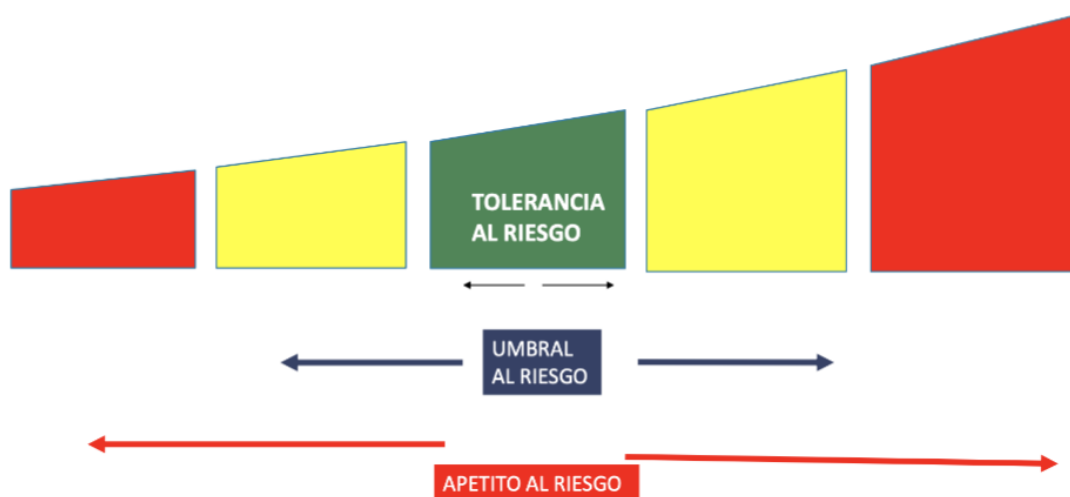 TOLERANCIA
AL RIESGO
UMBRAL
AL RIESGO
APETITO AL RIESGO